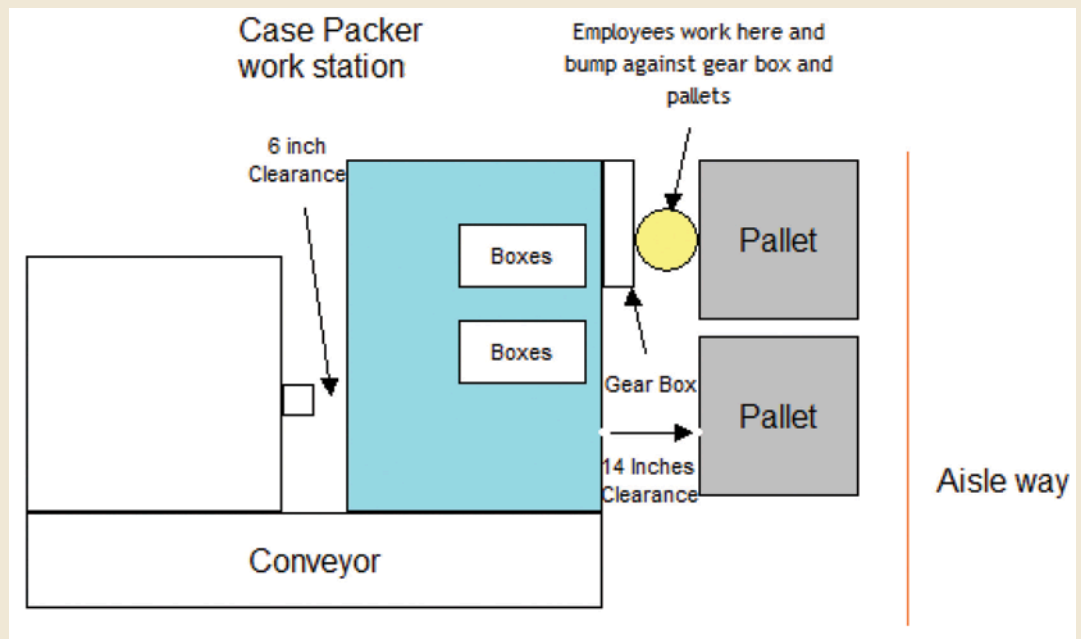 Case Packer
work station
Employees work here and
bump against gear box and
pallets
6 inch
Clearance
Boxes
Pallet
Boxes
Gear Box
Pallet
14 Inches
Clearance
Aisle way
Conveyor